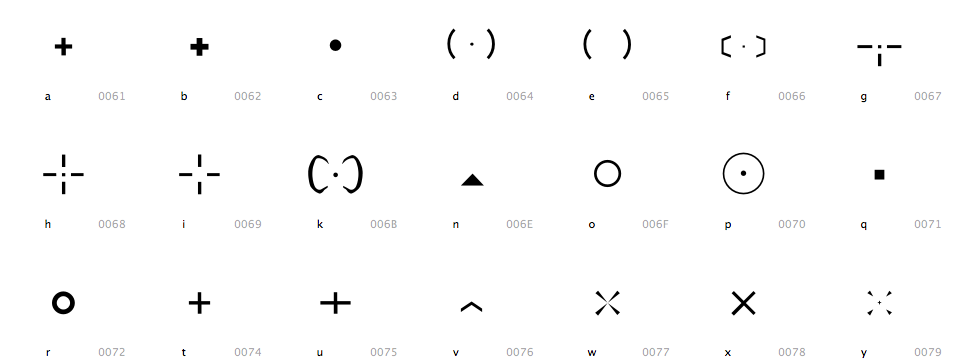 a 0061 b 0062 c 0063 d 0064 e 0065 f 0066 g 0067
h 0068 i 0069 k 006B n 006E o 006F p 0070 q 0071
r 0072 t 0074 u 0075 v 0076 w 0077 x 0078 y 0079